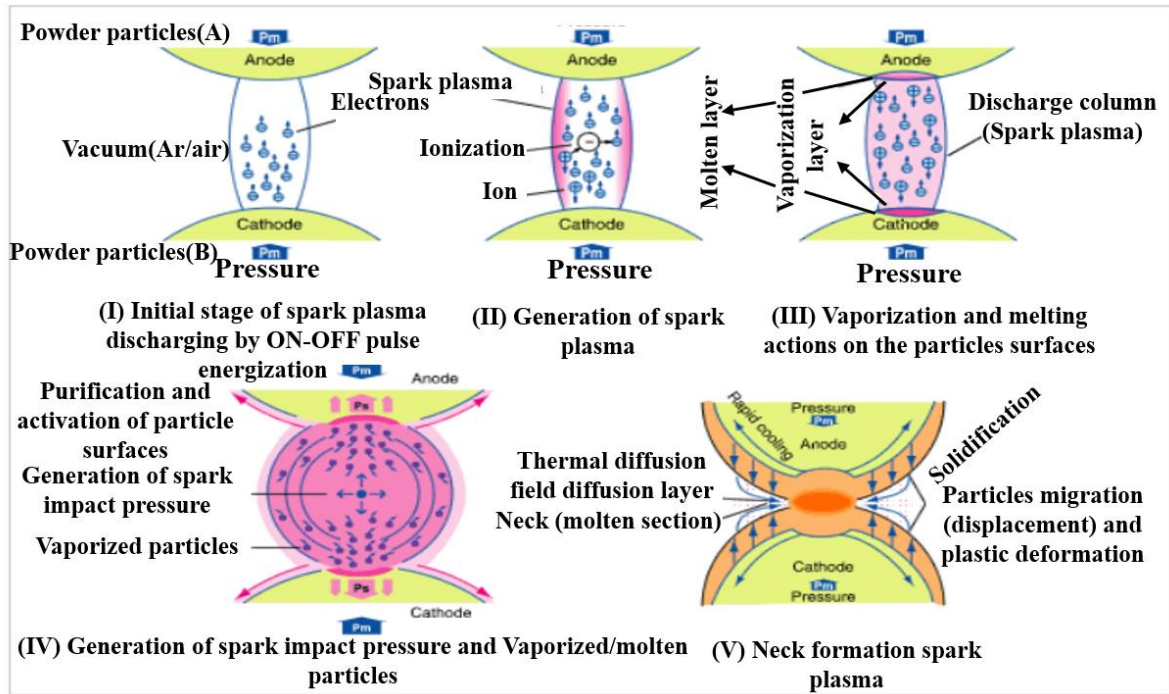 Powder particles(A)
Pm
Anode
Electrons
Vacuum(Ar/air)
Cathode
Powder particles(B)
Pm
Pressure
(I) Initial stage of spark plasma
discharging by ON-OFF pulse
energization
Pm
Anode
Spark plasma
Ionization
Ion
Cathode
Pm
Pressure
(II) Generation of spark
plasma
Pm
Anode
Molten layer
Vaporization
layer
Discharge column
(Spark plasma)
Cathode
Pm
Pressure
(III) Vaporization and melting
actions on the particles surfaces
Pm
Anode
Ps
Purification and
activation of particle
surfaces
Generation of spark
impact pressure
Vaporized particles
Ps
Cathode
Pm
(IV) Generation of spark impact pressure and Vaporized/molten
particles
Pressure
Pm
Anode
Rapid cooling
Solidification
Thermal diffusion
field diffusion layer
Neck (molten section)
Particles migration
(displacement) and
plastic deformation
Cathode
Pm
Pressure
(V) Neck formation spark
plasma